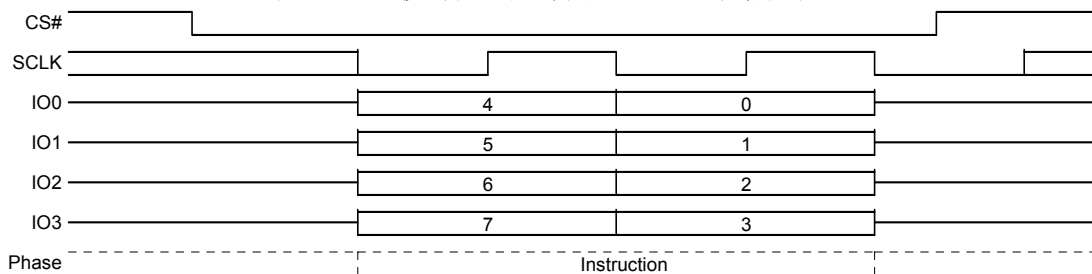 CS#
SCLK
IO0 4 0
IO1 5 1
IO2 6 2
IO3 7 3
Phase Instruction